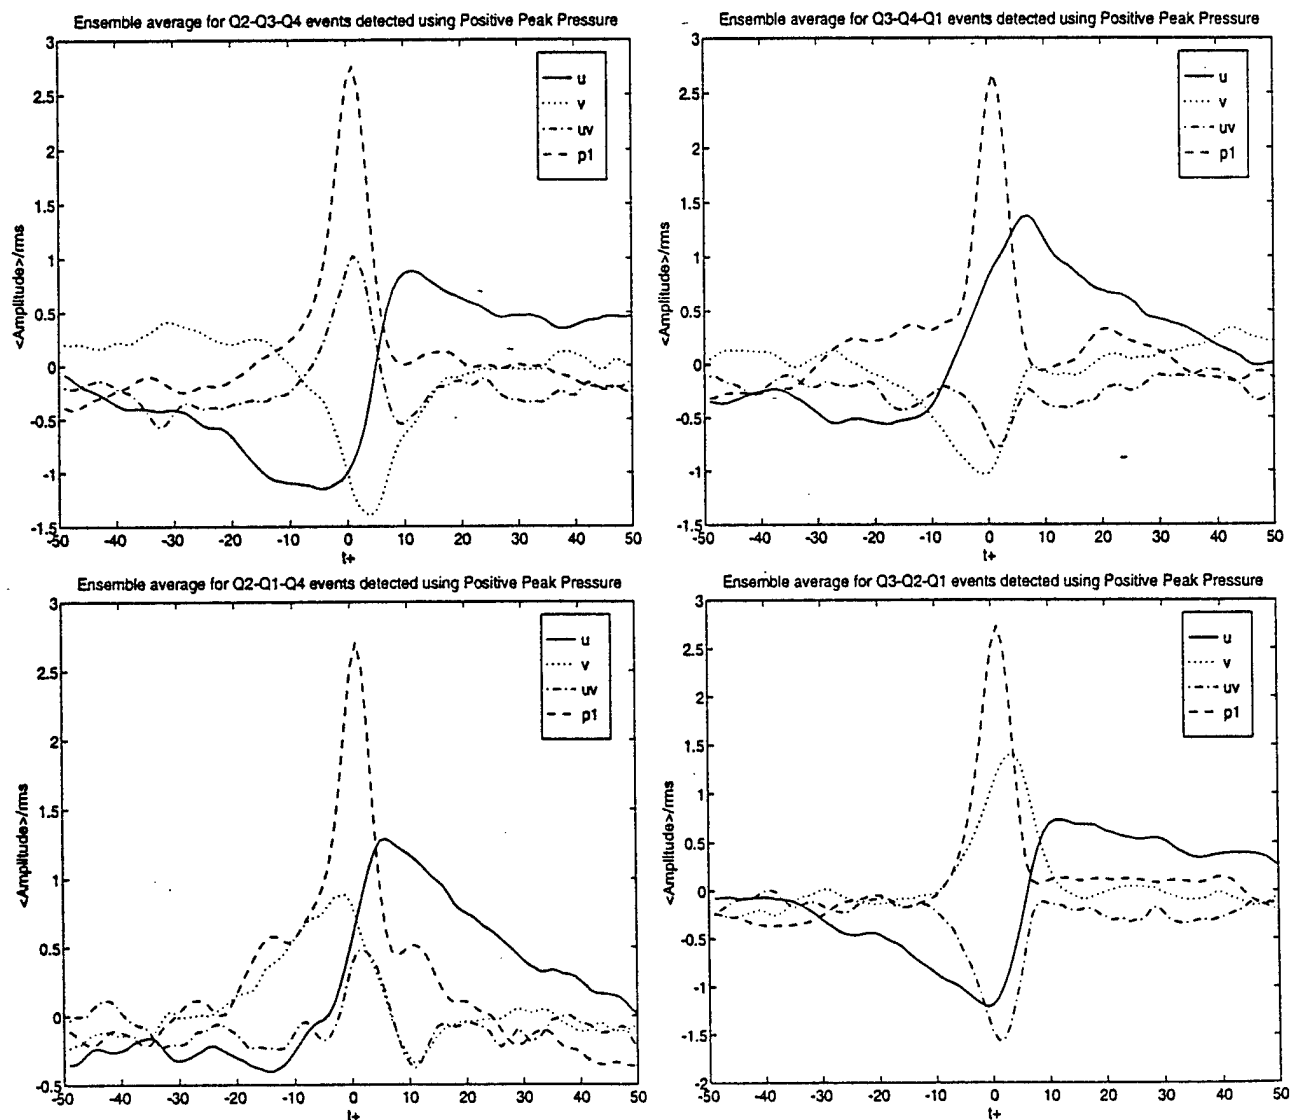 Ensemble average for Q2-Q3-Q4 events detected using Positive Peak Pressure
3
2.5
2
1.5
1
0.5
0
-0.5
-1
-1.5
<Amplitude>/rms
u
v
uv
p1
-50 -40 -30 -20 -10 0 10 20 30 40 50
t+
Ensemble average for Q3-Q4-Q1 events detected using Positive Peak Pressure
3
2.5
2
1.5
1
0.5
0
-0.5
-1
-1.5
<Amplitude>/rms
u
v
uv
p1
-50 -40 -30 -20 -10 0 10 20 30 40 50
t+
Ensemble average for Q2-Q1-Q4 events detected using Positive Peak Pressure
3
2.5
2
1.5
1
0.5
0
-0.5
<Amplitude>/rms
u
v
uv
p1
-50 -40 -30 -20 -10 0 10 20 30 40 50
t+
Ensemble average for Q3-Q2-Q1 events detected using Positive Peak Pressure
3
2.5
2
1.5
1
0.5
0
-0.5
-1
-1.5
-2
<Amplitude>/rms
u
v
uv
p1
-50 -40 -30 -20 -10 0 10 20 30 40 50
t+